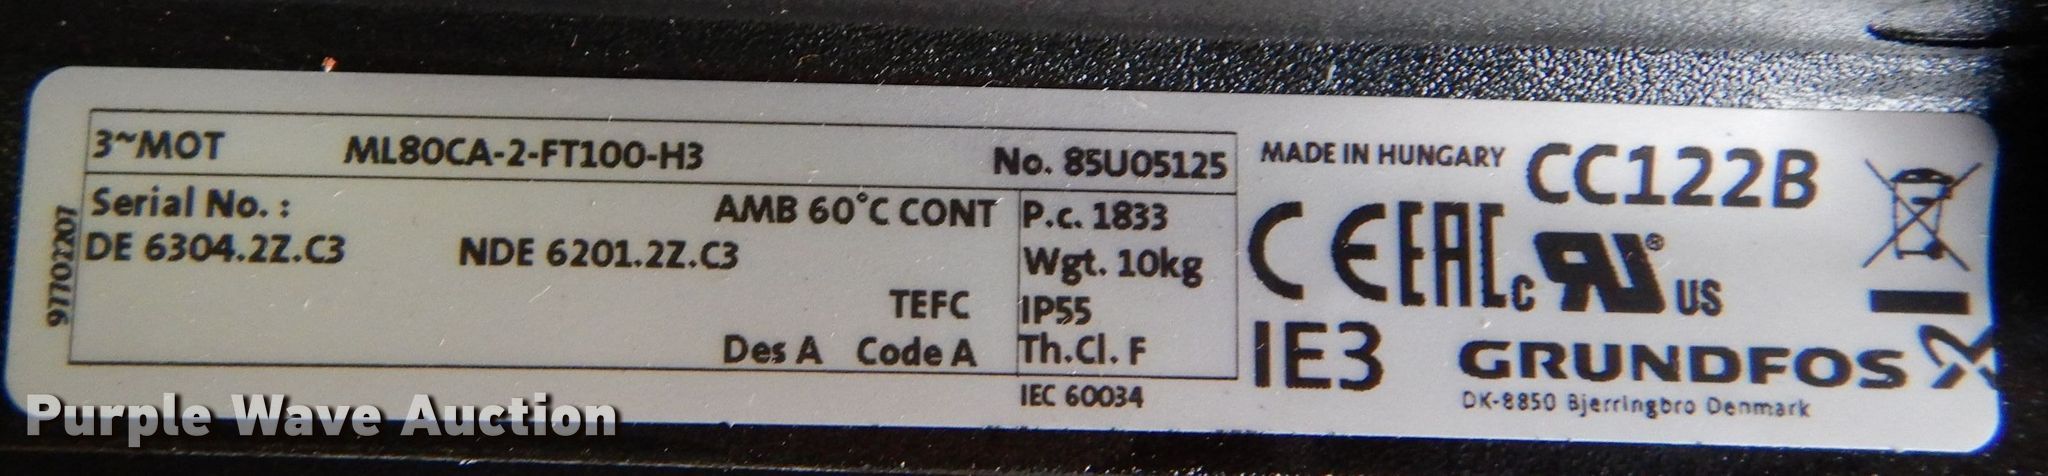 3~MOT ML80CA-2-FT100-H3 No. 85U05125
Serial No. : AMB 60°C CONT P.c. 1833
DE 6304.2Z.C3 NDE 6201.2Z.C3 Wgt. 10kg
TEFC IP55
Des A Code A Th.Cl. F
IEC 60034
97702207
MADE IN HUNGARY CC122B
CE EAC c RU® US
IE3 GRUNDFOS
DK-8850 Bjerringbro Denmark
Purple Wave Auction